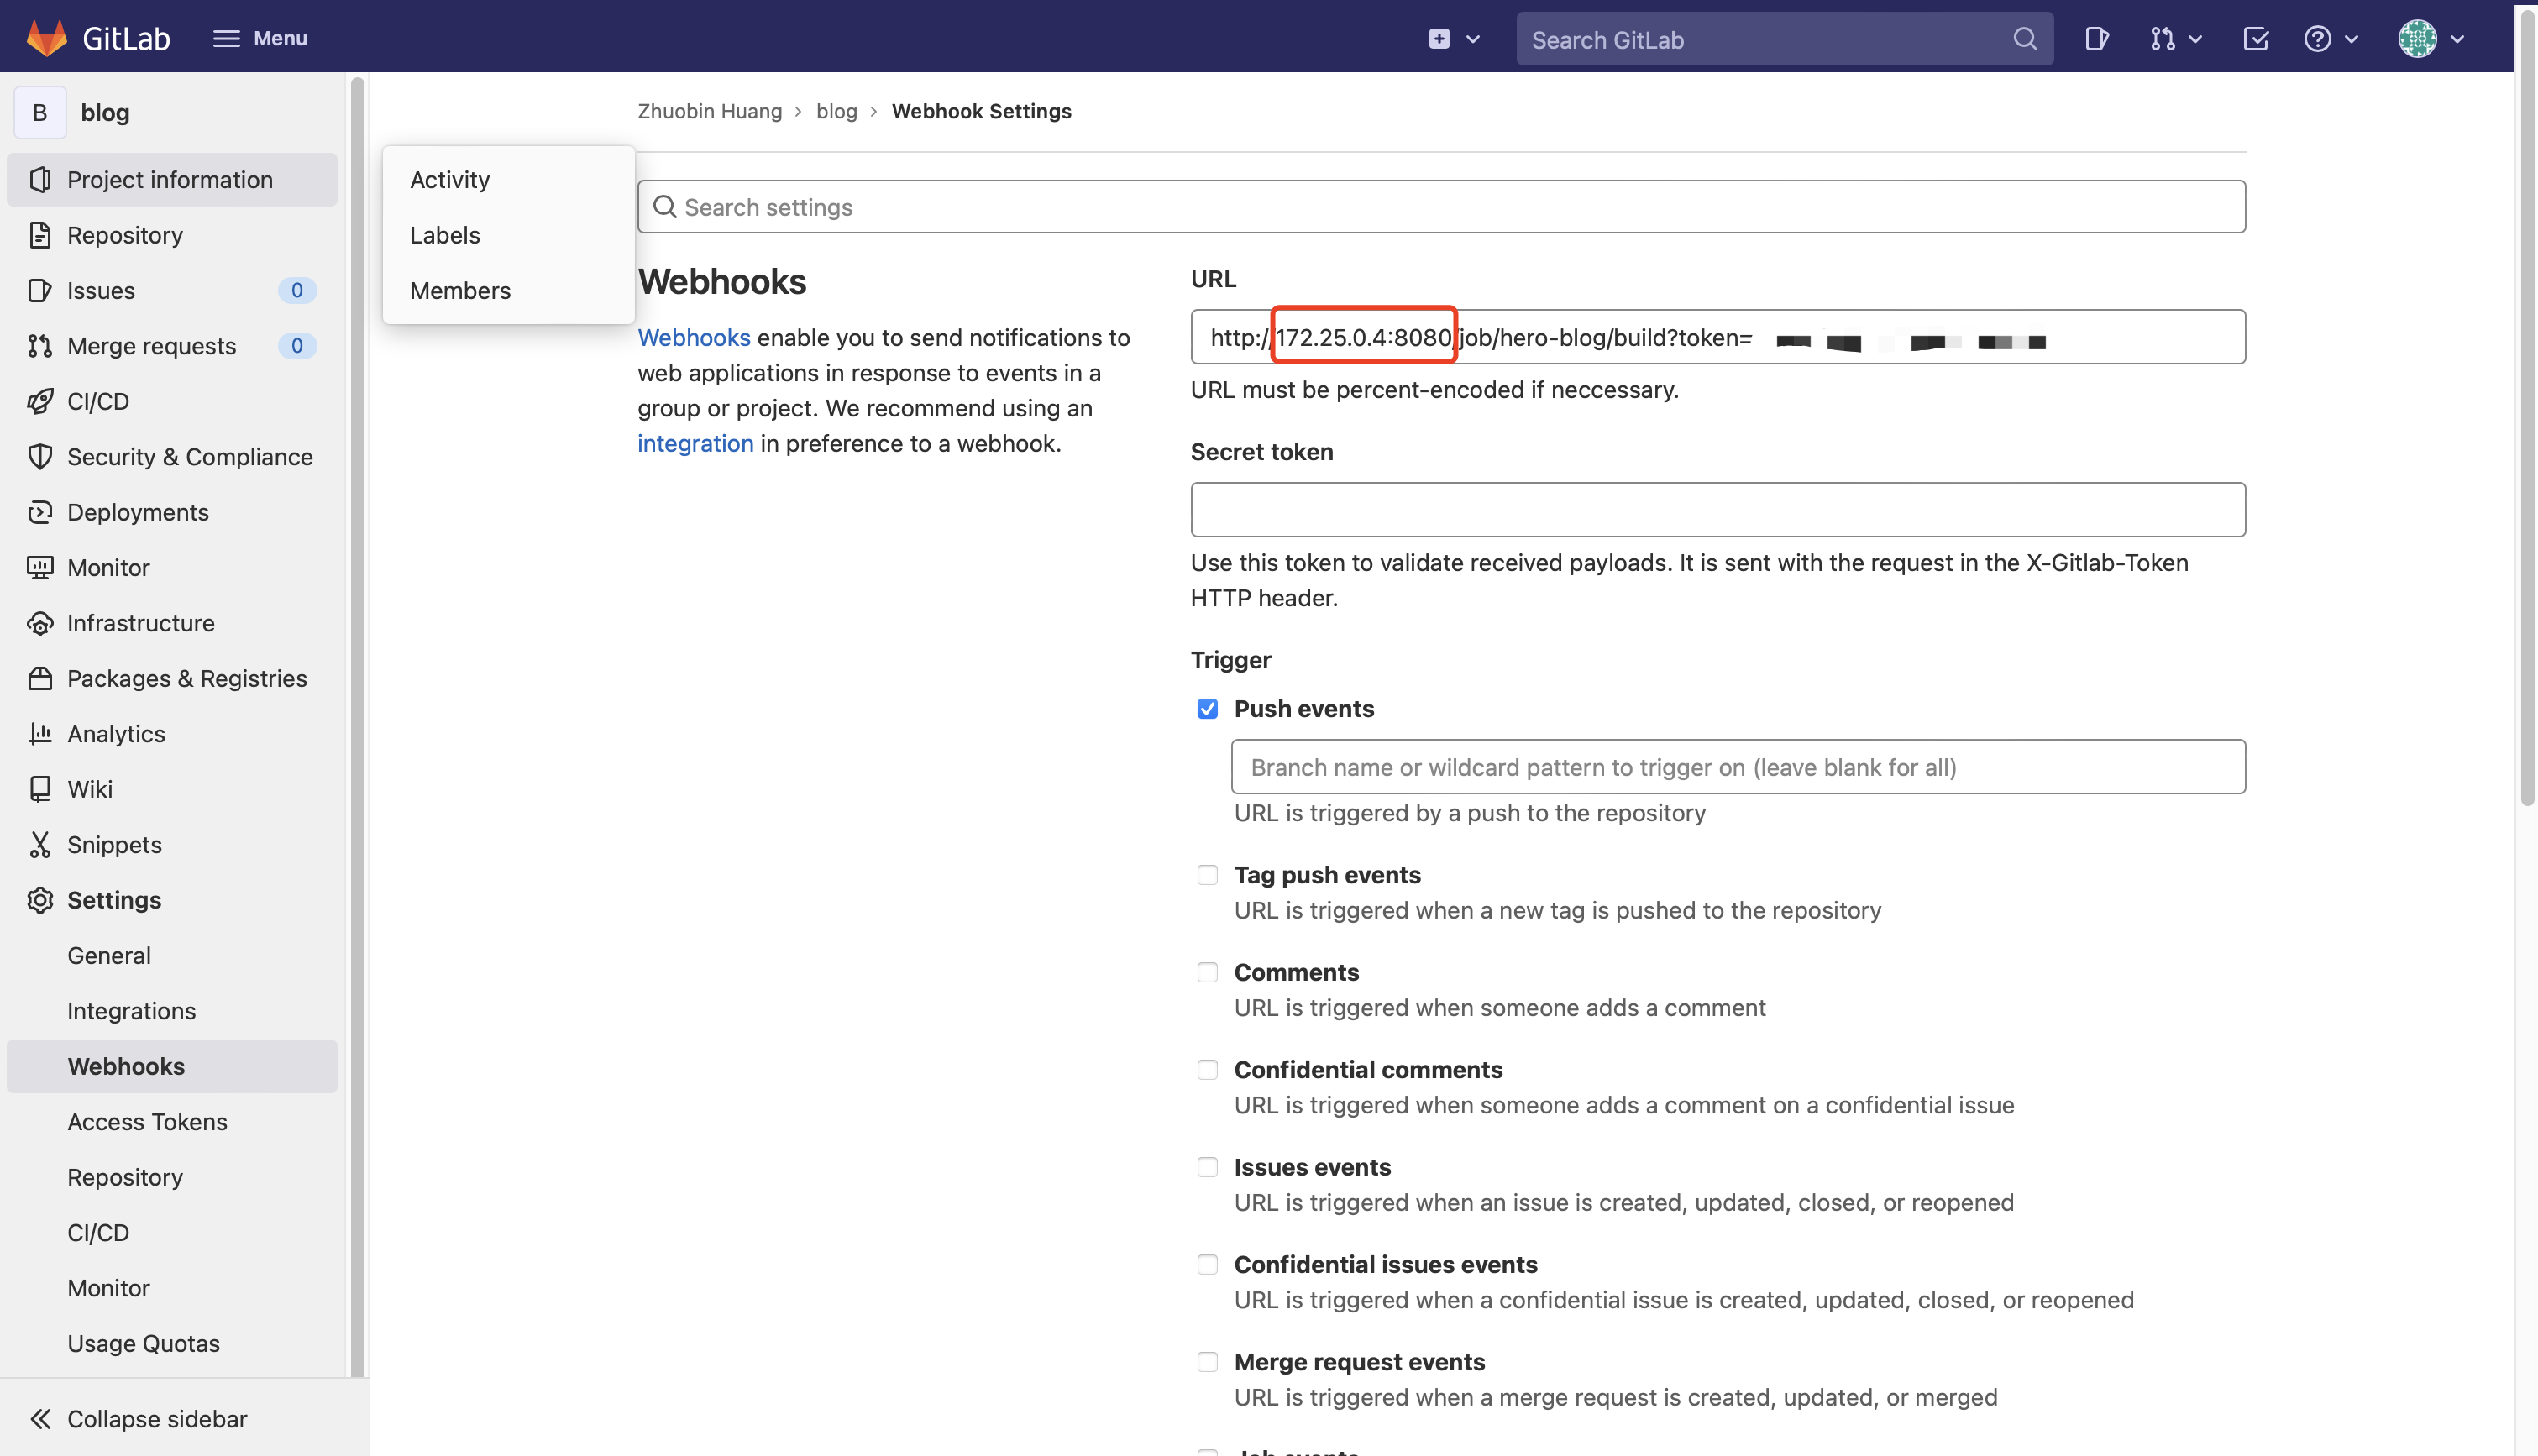 GitLab
Menu
Search GitLab
B
blog
Project information
Repository
Issues
0
Merge requests
0
CI/CD
Security & Compliance
Deployments
Monitor
Infrastructure
Packages & Registries
Analytics
Wiki
Snippets
Settings
General
Integrations
Webhooks
Access Tokens
Repository
CI/CD
Monitor
Usage Quotas
Collapse sidebar
Activity
Labels
Members
Zhuobin Huang > blog > Webhook Settings
Search settings
Webhooks
Webhooks enable you to send notifications to
web applications in response to events in a
group or project. We recommend using an
integration in preference to a webhook.
URL
http://172.25.0.4:8080/job/hero-blog/build?token=
URL must be percent-encoded if neccessary.
Secret token
Use this token to validate received payloads. It is sent with the request in the X-Gitlab-Token
HTTP header.
Trigger
Push events
Branch name or wildcard pattern to trigger on (leave blank for all)
URL is triggered by a push to the repository
Tag push events
URL is triggered when a new tag is pushed to the repository
Comments
URL is triggered when someone adds a comment
Confidential comments
URL is triggered when someone adds a comment on a confidential issue
Issues events
URL is triggered when an issue is created, updated, closed, or reopened
Confidential issues events
URL is triggered when a confidential issue is created, updated, closed, or reopened
Merge request events
URL is triggered when a merge request is created, updated, or merged